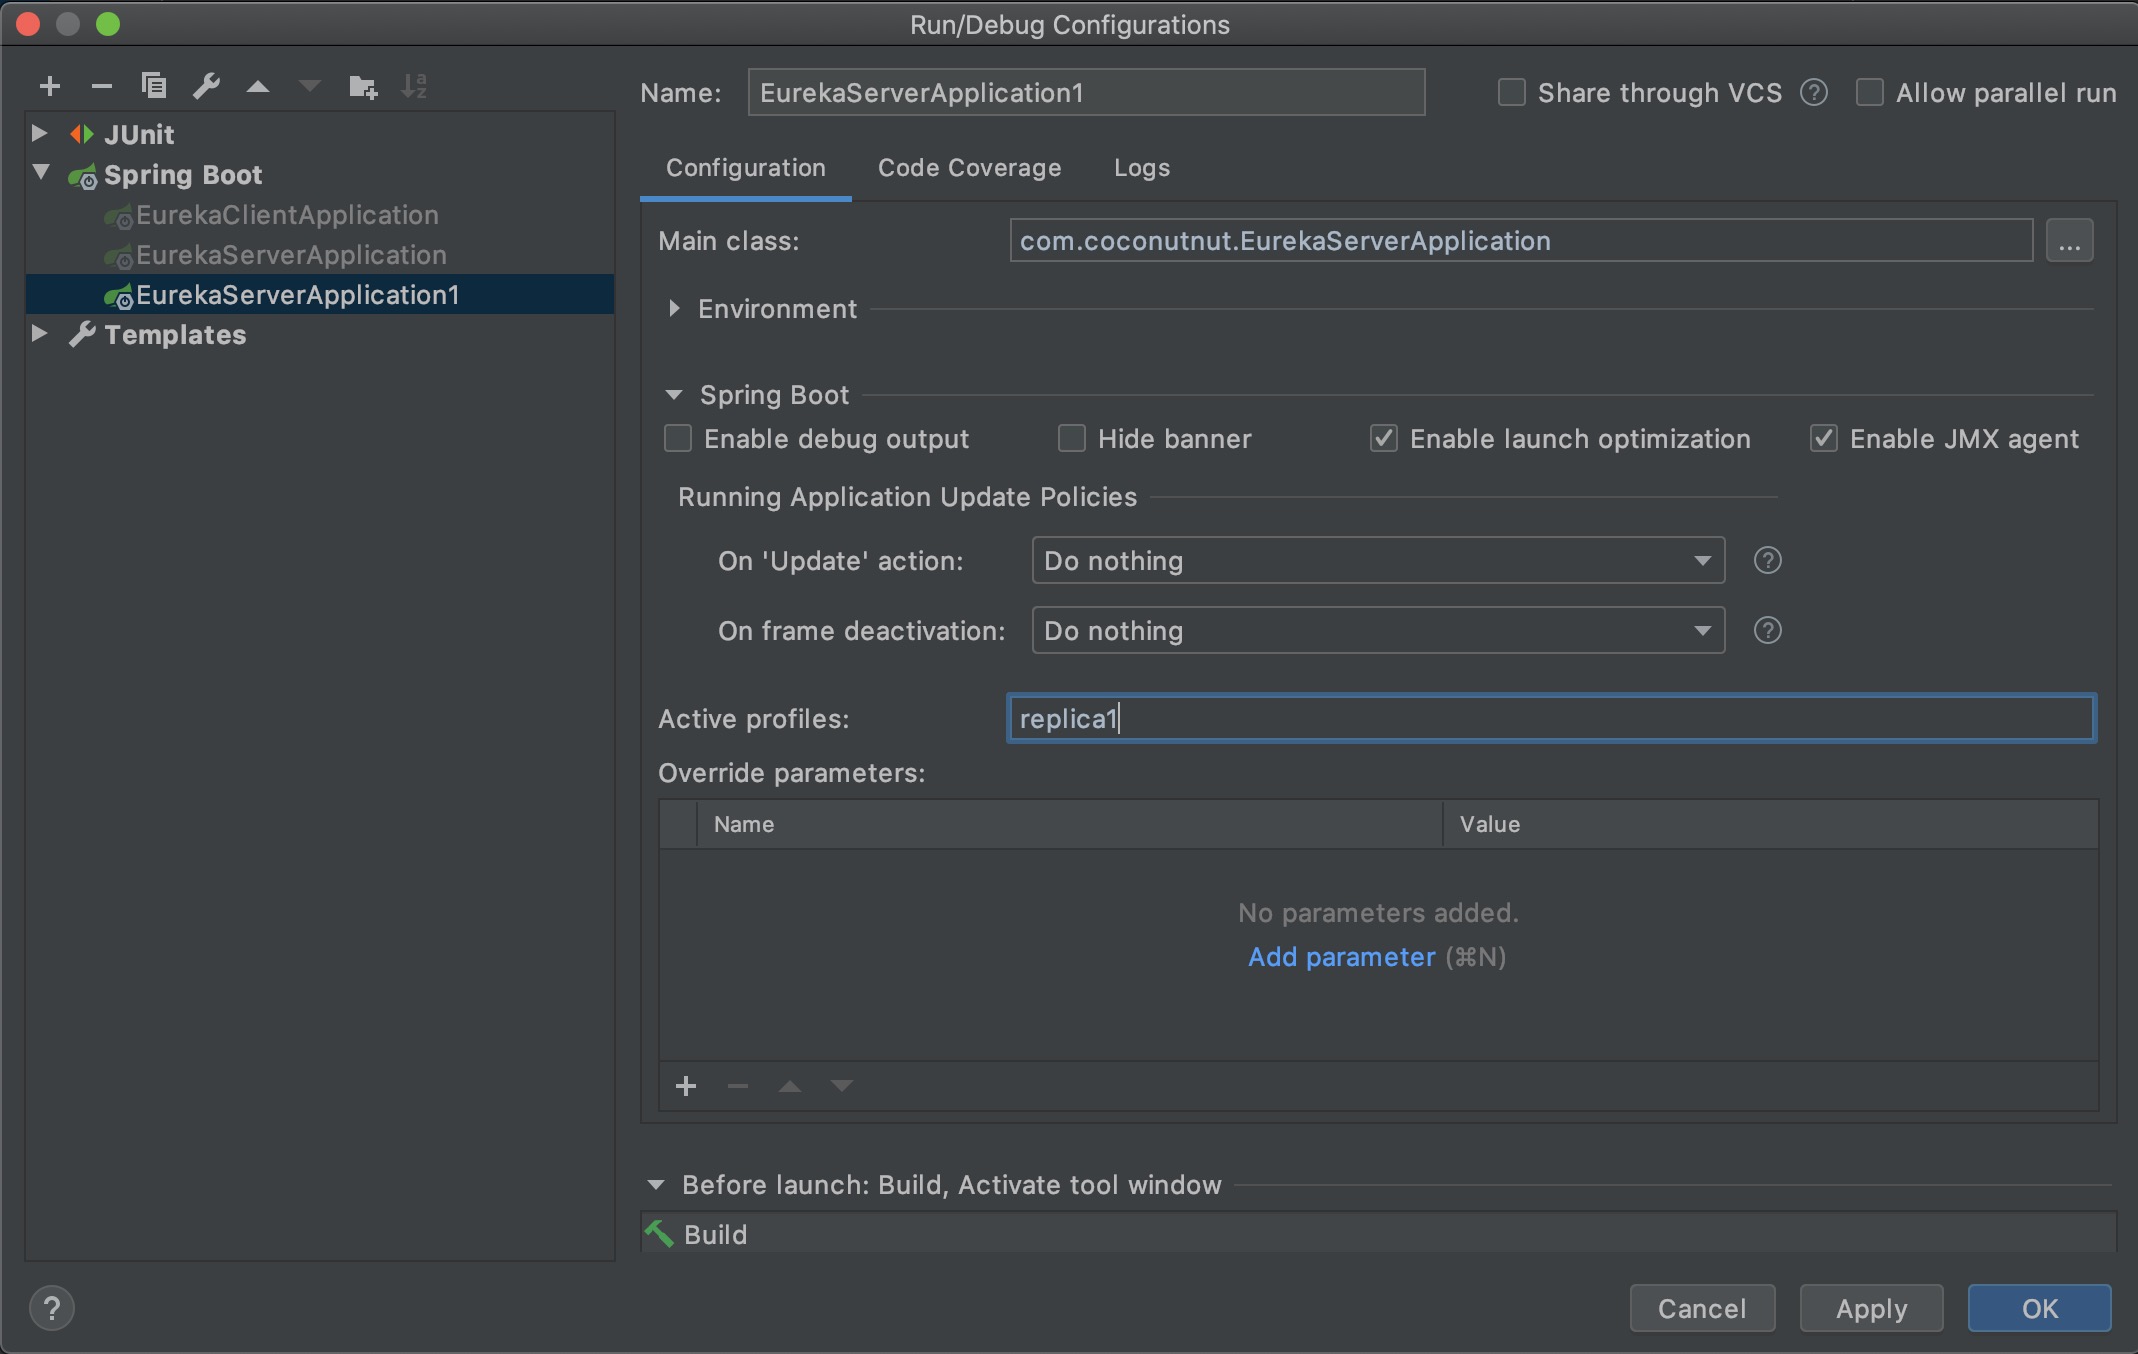 Run/Debug Configurations
Name: EurekaServerApplication1 Share through VCS ? Allow parallel run
JUnit
Spring Boot
EurekaClientApplication
EurekaServerApplication
EurekaServerApplication1
Templates
Configuration Code Coverage Logs
Main class: com.coconutnut.EurekaServerApplication ...
Environment
Spring Boot
Enable debug output Hide banner Enable launch optimization Enable JMX agent
Running Application Update Policies
On 'Update' action: Do nothing ?
On frame deactivation: Do nothing ?
Active profiles: replica1
Override parameters:
Name Value
No parameters added.
Add parameter (⌘N)
Before launch: Build, Activate tool window
Build
? Cancel Apply OK